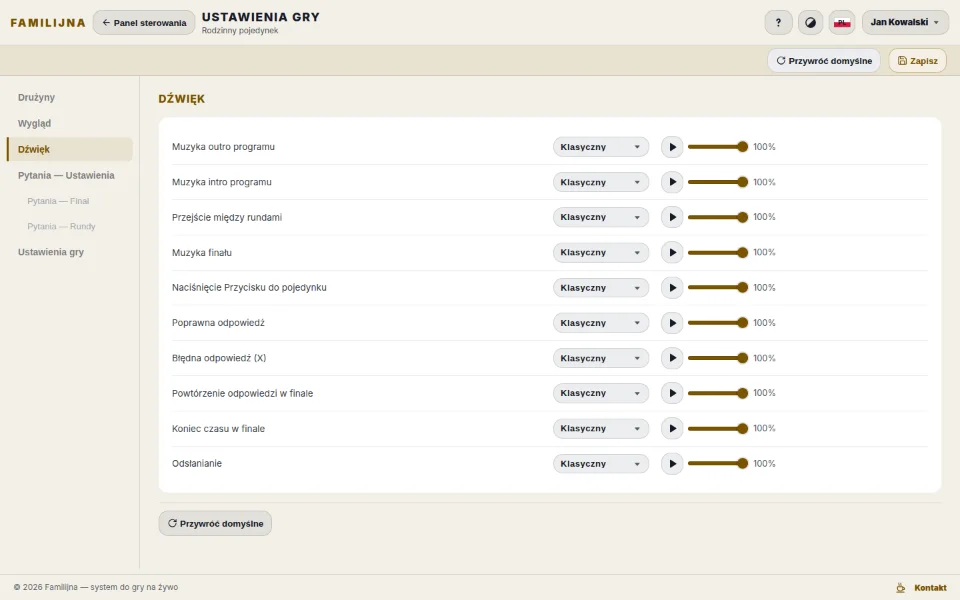 FAMILIJNA
← Panel sterowania
USTAWIENIA GRY
Rodzinny pojedynek
?
PL
Jan Kowalski
Przywróć domyślne
Zapisz
Drużyny
Wygląd
Dźwięk
Pytania — Ustawienia
Pytania — Finał
Pytania — Rundy
Ustawienia gry
DŹWIĘK
Muzyka outro programu Klasyczny 100%
Muzyka intro programu Klasyczny 100%
Przejście między rundami Klasyczny 100%
Muzyka finału Klasyczny 100%
Naciśnięcie Przycisku do pojedynku Klasyczny 100%
Poprawna odpowiedź Klasyczny 100%
Błędna odpowiedź (X) Klasyczny 100%
Powtórzenie odpowiedzi w finale Klasyczny 100%
Koniec czasu w finale Klasyczny 100%
Odsłanianie Klasyczny 100%
Przywróć domyślne
© 2026 Familijna — system do gry na żywo
Kontakt